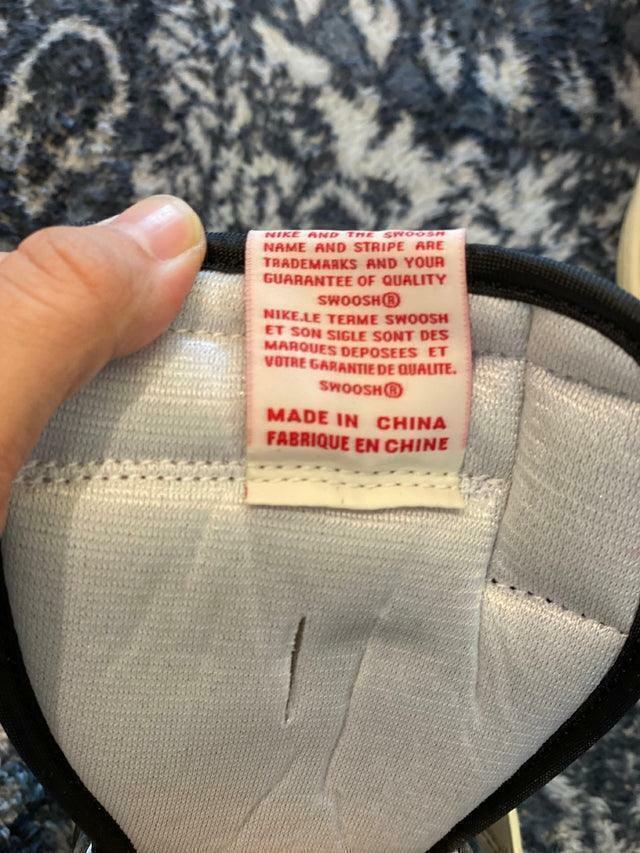 NIKE AND THE SWOOSH
NAME AND STRIPE ARE
TRADEMARKS AND YOUR
GUARANTEE OF QUALITY
SWOOSH®
NIKE.LE TERME SWOOSH
ET SON SIGLE SONT DES
MARQUES DEPOSEES ET
VOTRE GARANTIE DE QUALITE.
SWOOSH®
MADE IN CHINA
FABRIQUE EN CHINE